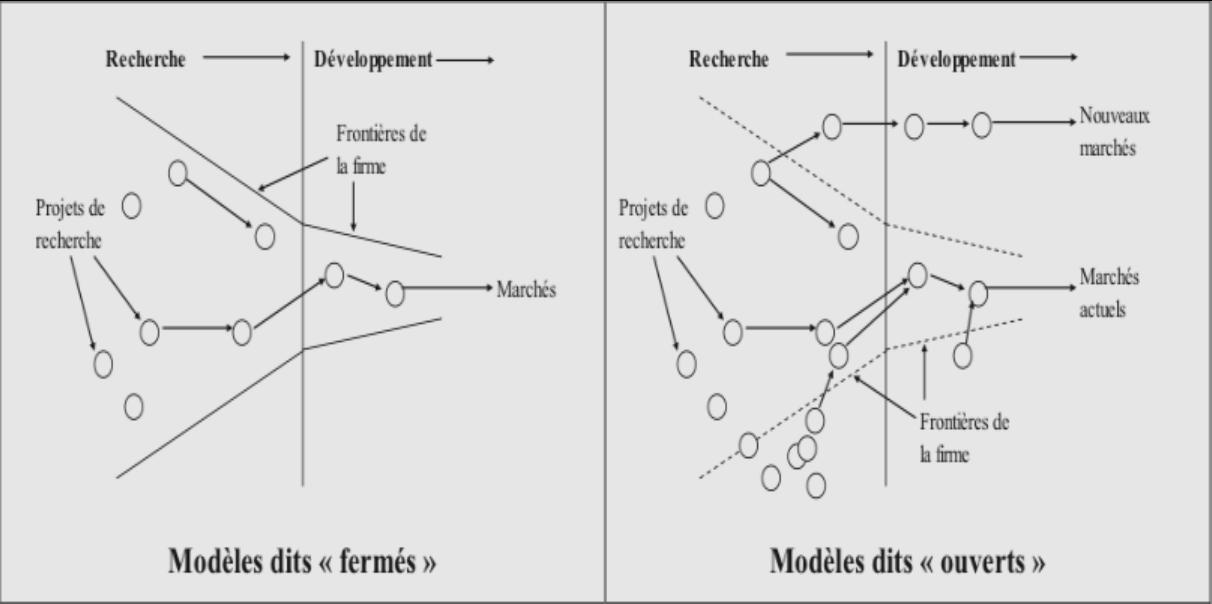 Recherche
Développement
Frontières de
la firme
Projets de
recherche
Marchés
Modèles dits « fermés »
Recherche
Développement
Nouveaux
marchés
Projets de
recherche
Marchés
actuels
Frontières de
la firme
Modèles dits « ouverts »